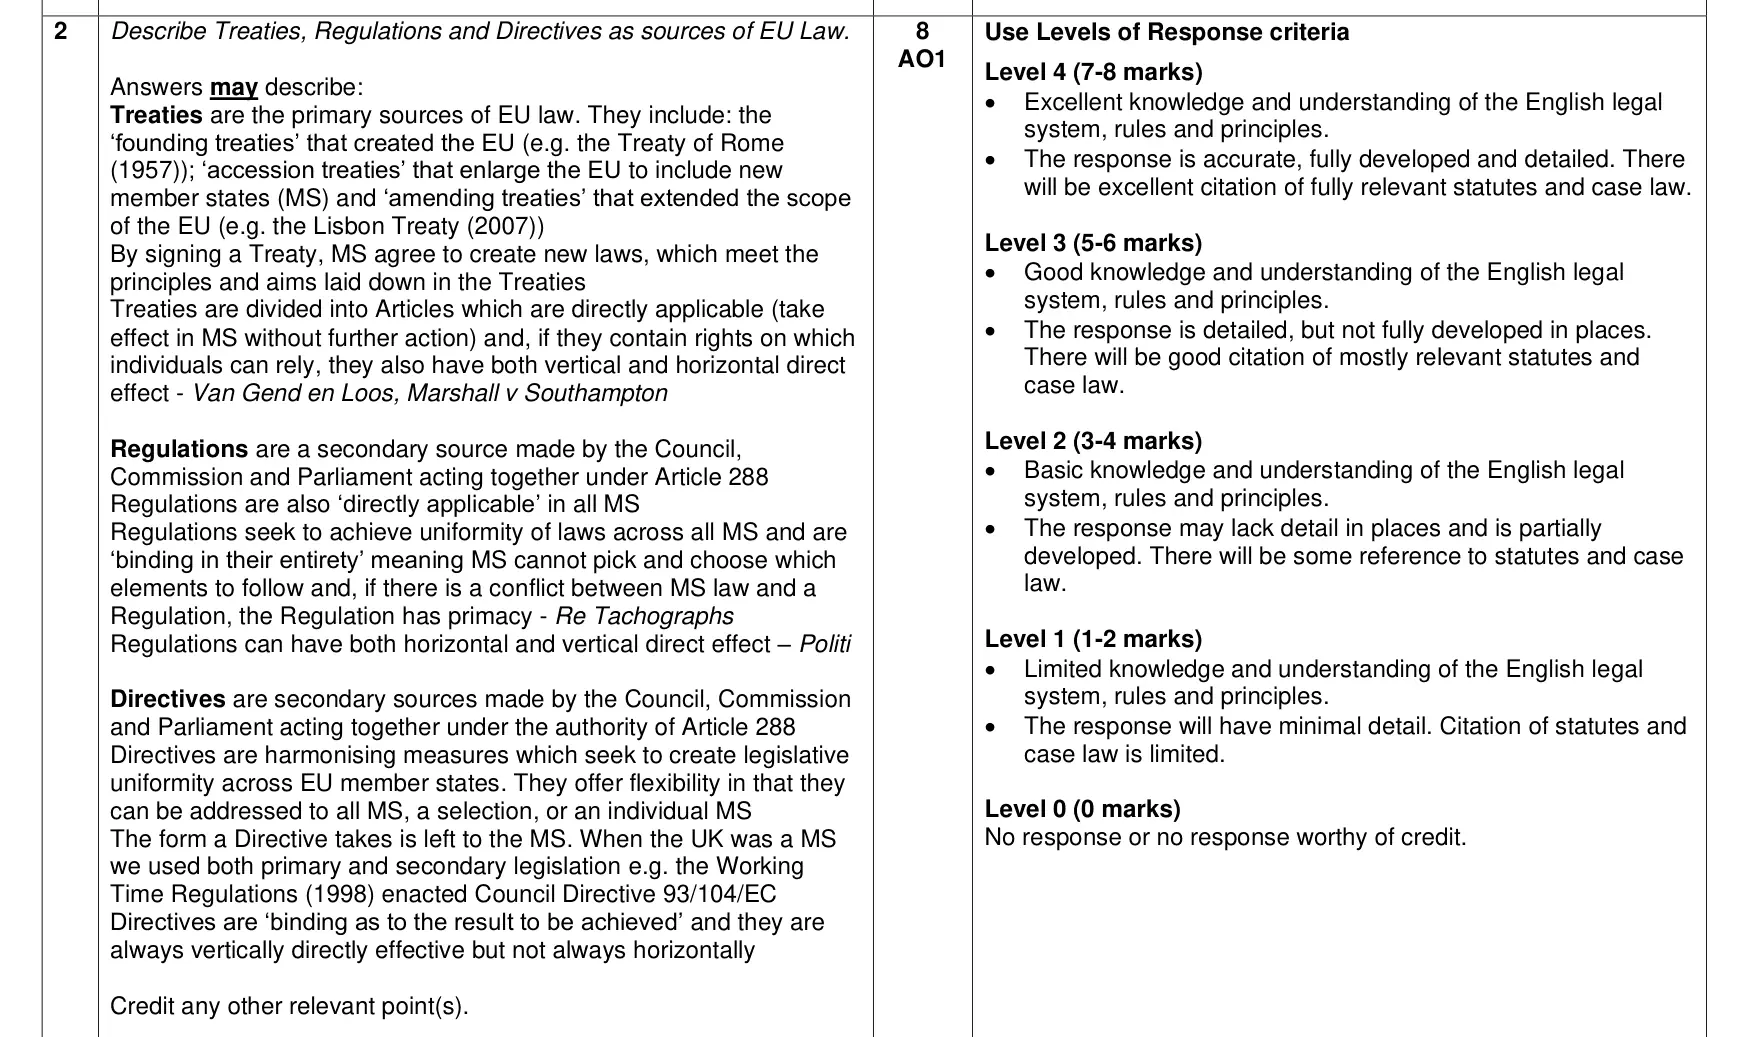 2
Describe Treaties, Regulations and Directives as sources of EU Law.
Answers may describe:
Treaties are the primary sources of EU law. They include: the
‘founding treaties’ that created the EU (e.g. the Treaty of Rome
(1957)); ‘accession treaties’ that enlarge the EU to include new
member states (MS) and ‘amending treaties’ that extended the scope
of the EU (e.g. the Lisbon Treaty (2007))
By signing a Treaty, MS agree to create new laws, which meet the
principles and aims laid down in the Treaties
Treaties are divided into Articles which are directly applicable (take
effect in MS without further action) and, if they contain rights on which
individuals can rely, they also have both vertical and horizontal direct
effect - Van Gend en Loos, Marshall v Southampton
Regulations are a secondary source made by the Council,
Commission and Parliament acting together under Article 288
Regulations are also ‘directly applicable’ in all MS
Regulations seek to achieve uniformity of laws across all MS and are
‘binding in their entirety’ meaning MS cannot pick and choose which
elements to follow and, if there is a conflict between MS law and a
Regulation, the Regulation has primacy - Re Tachographs
Regulations can have both horizontal and vertical direct effect – Politi
Directives are secondary sources made by the Council, Commission
and Parliament acting together under the authority of Article 288
Directives are harmonising measures which seek to create legislative
uniformity across EU member states. They offer flexibility in that they
can be addressed to all MS, a selection, or an individual MS
The form a Directive takes is left to the MS. When the UK was a MS
we used both primary and secondary legislation e.g. the Working
Time Regulations (1998) enacted Council Directive 93/104/EC
Directives are ‘binding as to the result to be achieved’ and they are
always vertically directly effective but not always horizontally
Credit any other relevant point(s).
8
AO1
Use Levels of Response criteria
Level 4 (7-8 marks)
• Excellent knowledge and understanding of the English legal
system, rules and principles.
• The response is accurate, fully developed and detailed. There
will be excellent citation of fully relevant statutes and case law.
Level 3 (5-6 marks)
• Good knowledge and understanding of the English legal
system, rules and principles.
• The response is detailed, but not fully developed in places.
There will be good citation of mostly relevant statutes and
case law.
Level 2 (3-4 marks)
• Basic knowledge and understanding of the English legal
system, rules and principles.
• The response may lack detail in places and is partially
developed. There will be some reference to statutes and case
law.
Level 1 (1-2 marks)
• Limited knowledge and understanding of the English legal
system, rules and principles.
• The response will have minimal detail. Citation of statutes and
case law is limited.
Level 0 (0 marks)
No response or no response worthy of credit.